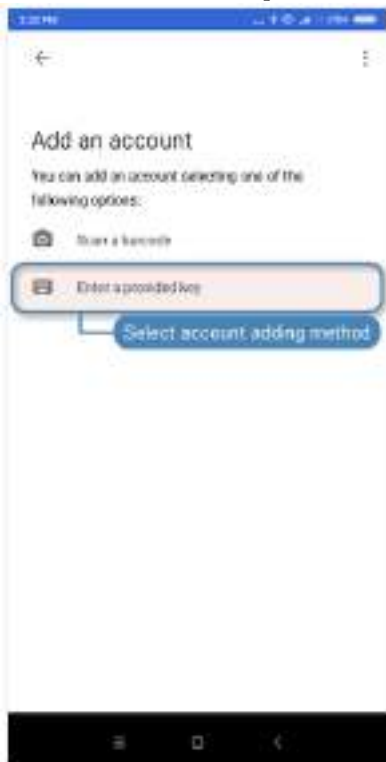 Add an account
You can add an account selecting one of the
following options:
Scan a barcode
Enter a provided key
Select account adding method